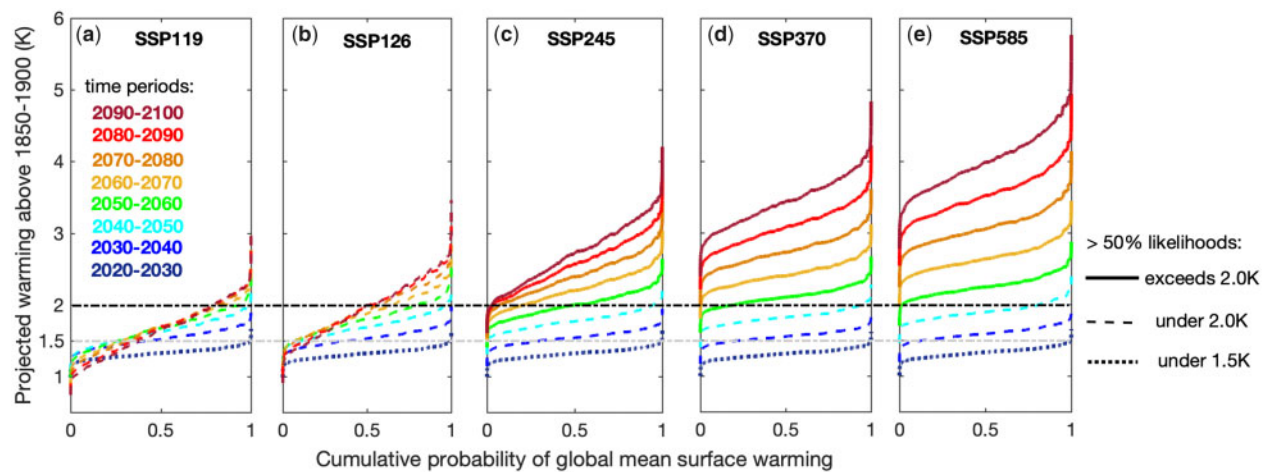 Projected warming above 1850-1900 (K)
6
5
4
3
2
1.5
1
(a) SSP119
(b) SSP126
(c) SSP245
(d) SSP370
(e) SSP585
time periods:
2090-2100
2080-2090
2070-2080
2060-2070
2050-2060
2040-2050
2030-2040
2020-2030
> 50% likelihoods:
exceeds 2.0K
under 2.0K
under 1.5K
0 0.5 1 0 0.5 1 0 0.5 1 0 0.5 1 0 0.5 1
Cumulative probability of global mean surface warming